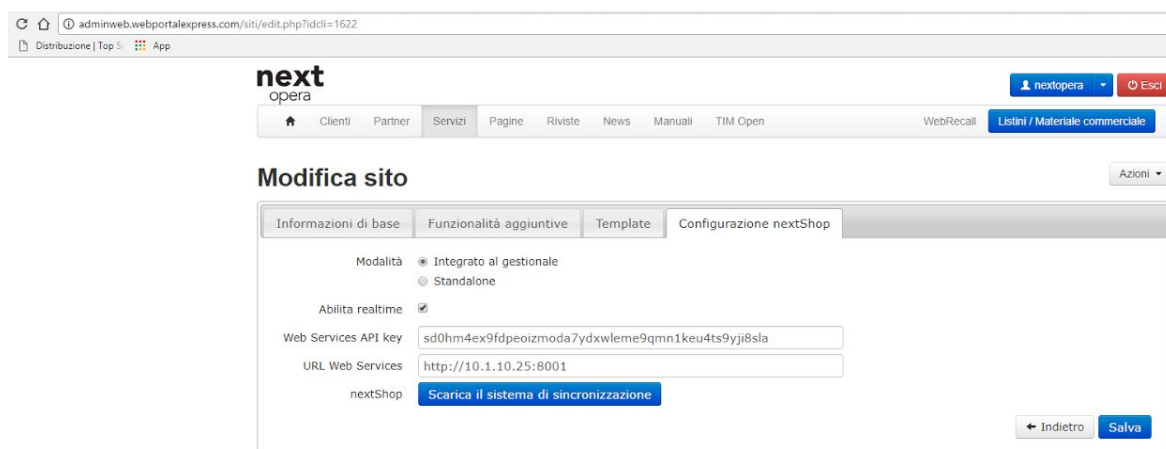 adminweb.webportalexpress.com/siti/edit.php?idcli=1622
Distribuzione | Top App
next
opera
nextopera Esci
Clienti Partner Servizi Pagine Riviste News Manuali TIM Open WebRecall Listini / Materiale commerciale
Modifica sito Azioni
Informazioni di base Funzionalità aggiuntive Template Configurazione nextShop
Modalità Integrato al gestionale
Standalone
Abilita realtime
Web Services API key sd0hm4ex9fdpeoizmoda7ydxwleme9qmn1keu4ts9yji8sla
URL Web Services http://10.1.10.25:8001
nextShop Scarica il sistema di sincronizzazione
Indietro Salva